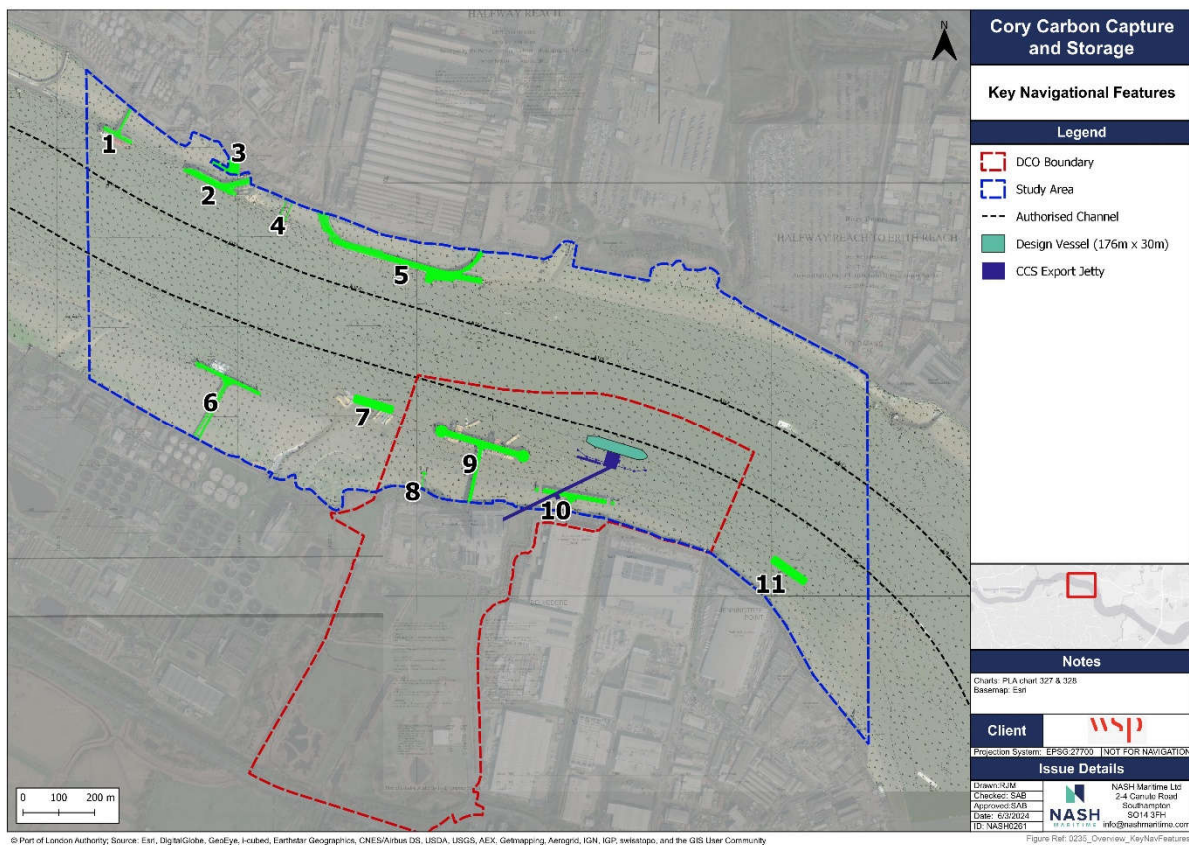 Cory Carbon Capture
and Storage
Key Navigational Features
Legend
DCO Boundary
Study Area
Authorised Channel
Design Vessel (176m x 30m)
CCS Export Jetty
N
HALFWAY REACH
HALFWAY REACH TO ERITH REACH
1
2
3
4
5
6
7
8
9
10
11
BELVEDERE
POINT
0 100 200 m
Notes
Charts: PLA chart 327 & 328
Basemap: Esri
Client
wsp
Projection System: EPSG:27700 NOT FOR NAVIGATION
Issue Details
Drawn:RJM
Checked: SAB
Approved:SAB
Date: 6/3/2024
ID: NASH0261
NASH
MARITIME
NASH Maritime Ltd
2-4 Canute Road
Southampton
SO14 3FH
info@nashmaritime.com
© Port of London Authority; Source: Esri, DigitalGlobe, GeoEye, i-cubed, Earthstar Geographics, CNES/Airbus DS, USDA, USGS, AEX, Getmapping, Aerogrid, IGN, IGP, swisstopo, and the GIS User Community
Figure Ref: 0235_Overview_KeyNavFeatures